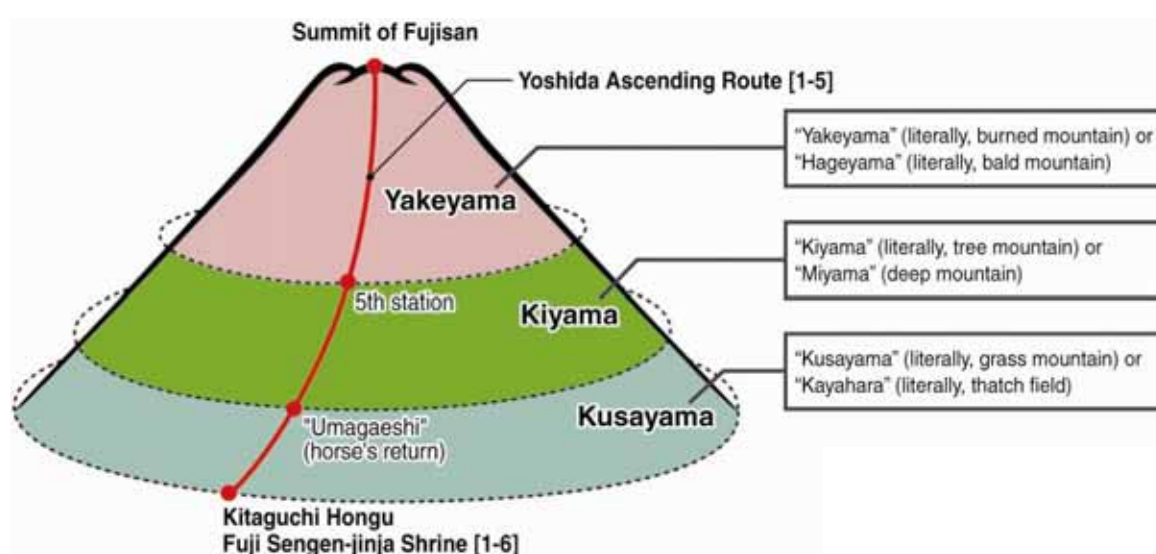 Summit of Fujisan
Yoshida Ascending Route [1-5]
"Yakeyama" (literally, burned mountain) or
"Hageyama" (literally, bald mountain)
Yakeyama
"Kiyama" (literally, tree mountain) or
"Miyama" (deep mountain)
5th station
Kiyama
"Kusayama" (literally, grass mountain) or
"Kayahara" (literally, thatch field)
Kusayama
"Umagaeshi"
(horse's return)
Kitaguchi Hongu
Fuji Sengen-jinja Shrine [1-6]